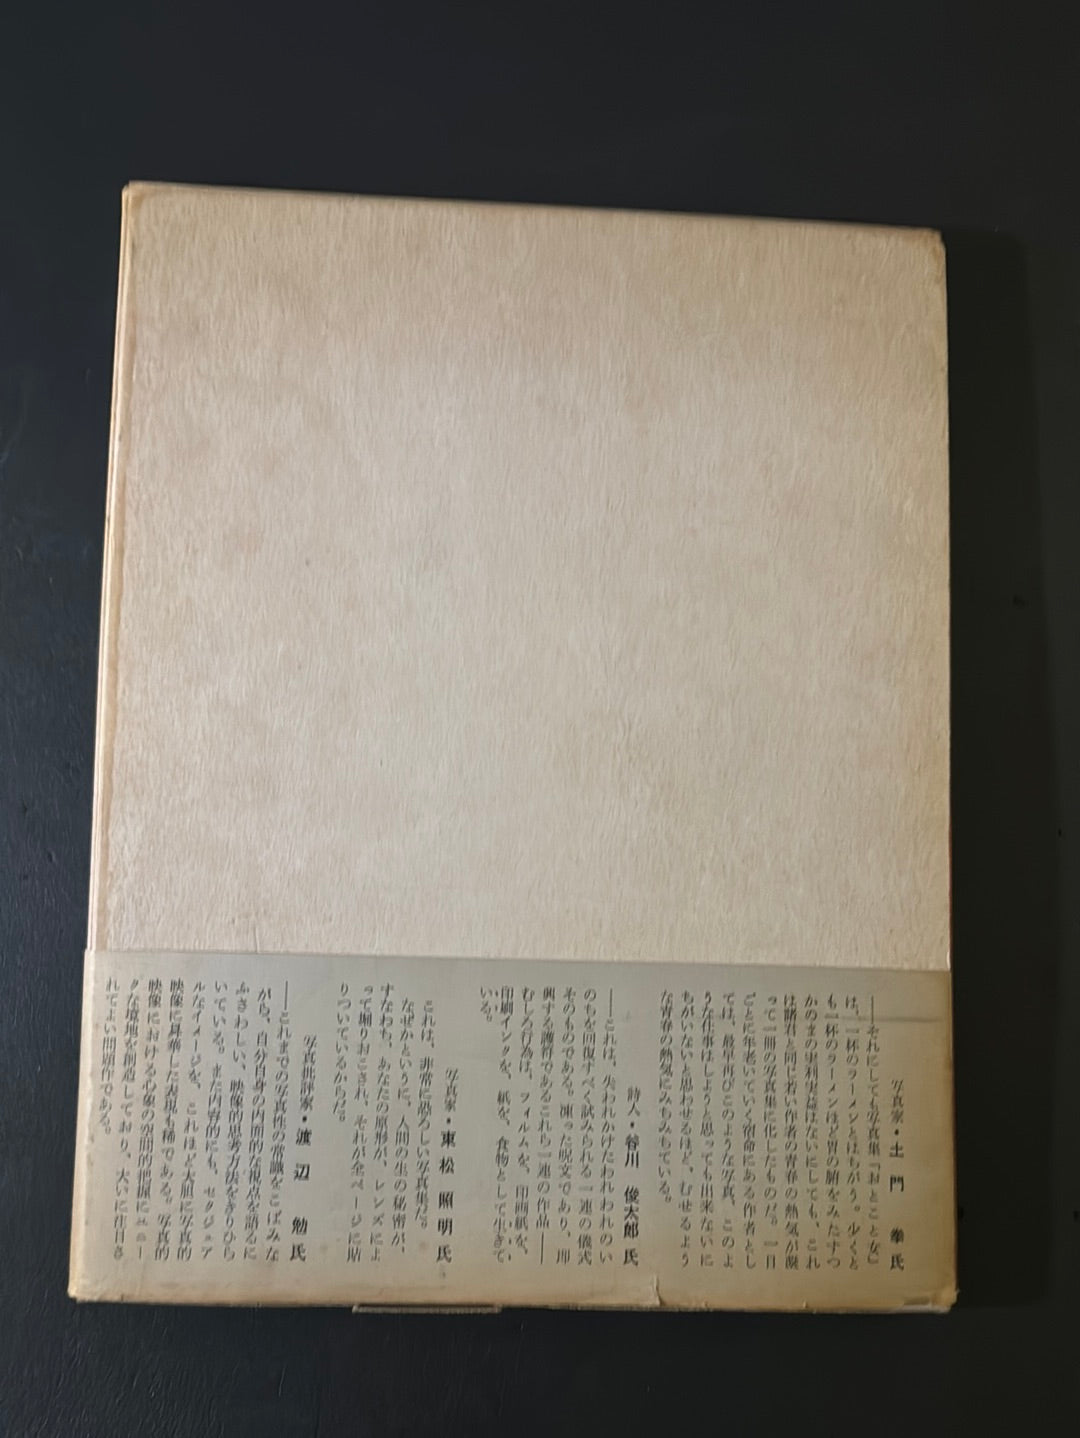 写真家・土門　拳氏
――それにしても写真集『おとこと女』
は、一杯のラーメンとはちがう。少くと
も一杯のラーメンほど胃の腑をみたすつ
かのまの実利実益はないにしても、これ
は諸君と同じ若い作者の青春の熱気が凝
って一冊の写真集に化したものだ。一日
ごとに年老いていく宿命にある作者とし
ては、最早再びこのような写真、このよ
うな仕事はしようと思っても出来ないに
ちがいないと思わせるほど、むせるよう
な青春の熱気にみちみちている。
詩人・谷川　俊太郎氏
――これは、失われかけたわれわれのい
のちを回復すべく試みられる一連の儀式
そのものである。凍った呪文であり、即
興する護符であるこれら一連の作品――
むしろ行為は、フィルムを、印画紙を、
印刷インクを、紙を、食物として生きて
いる。
写真家・東松　照明氏
これは、非常に恐ろしい写真集だ。
なぜかというに、人間の生の秘密が、
すなわち、あなたの原形が、レンズによ
って堀りおこされ、それが全ページに貼
りついているからだ。
写真批評家・渡辺　勉氏
――これまでの写真性の常識をこばみな
がら、自分自身の内面的な視点を語るに
ふさわしい、映像的思考方法をきりひら
いている。また内容的にも、セクジュア
ルなイメージを、これほど大胆に写真的
映像に昇華した表現も稀である。写真的
映像における心象の空間的把握にユニー
クな境地を創造しており、大いに注目さ
れてよい問題作である。